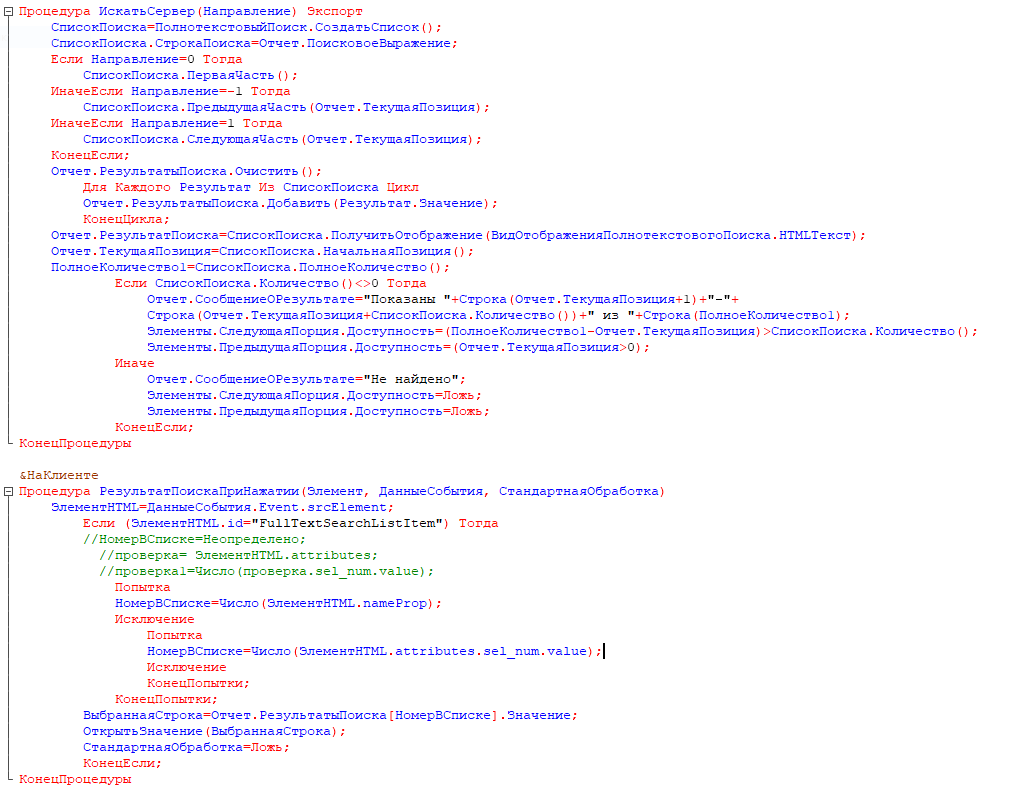 Процедура ИскатьСервер(Направление) Экспорт
СписокПоиска=ПолнотекстовыйПоиск.СоздатьСписок();
СписокПоиска.СтрокаПоиска=Отчет.ПоисковоеВыражение;
Если Направление=0 Тогда
СписокПоиска.ПерваяЧасть();
ИначеЕсли Направление=-1 Тогда
СписокПоиска.ПредыдущаяЧасть(Отчет.ТекущаяПозиция);
ИначеЕсли Направление=1 Тогда
СписокПоиска.СледующаяЧасть(Отчет.ТекущаяПозиция);
КонецЕсли;
Отчет.РезультатыПоиска.Очистить();
Для Каждого Результат Из СписокПоиска Цикл
Отчет.РезультатыПоиска.Добавить(Результат.Значение);
КонецЦикла;
Отчет.РезультатПоиска=СписокПоиска.ПолучитьОтображение(ВидОтображенияПолнотекстовогоПоиска.HTMLТекст);
Отчет.ТекущаяПозиция=СписокПоиска.НачальнаяПозиция();
ПолноеКоличество1=СписокПоиска.ПолноеКоличество();
Если СписокПоиска.Количество()<>0 Тогда
Отчет.СообщениеОРезультате="Показаны "+Строка(Отчет.ТекущаяПозиция+1)+"-"+
Строка(Отчет.ТекущаяПозиция+СписокПоиска.Количество())+" из "+Строка(ПолноеКоличество1);
Элементы.СледующаяПорция.Доступность=(ПолноеКоличество1-Отчет.ТекущаяПозиция)>СписокПоиска.Количество();
Элементы.ПредыдущаяПорция.Доступность=(Отчет.ТекущаяПозиция>0);
Иначе
Отчет.СообщениеОРезультате="Не найдено";
Элементы.СледующаяПорция.Доступность=Ложь;
Элементы.ПредыдущаяПорция.Доступность=Ложь;
КонецЕсли;
КонецПроцедуры
&НаКлиенте
Процедура РезультатПоискаПриНажатии(Элемент, ДанныеСобытия, СтандартнаяОбработка)
ЭлементHTML=ДанныеСобытия.Event.srcElement;
Если (ЭлементHTML.id="FullTextSearchListItem") Тогда
//НомерВСписке=Неопределено;
//проверка= ЭлементHTML.attributes;
//проверка1=Число(проверка.sel_num.value);
Попытка
НомерВСписке=Число(ЭлементHTML.nameProp);
Исключение
Попытка
НомерВСписке=Число(ЭлементHTML.attributes.sel_num.value);
Исключение
КонецПопытки;
КонецПопытки;
ВыбраннаяСтрока=Отчет.РезультатыПоиска[НомерВСписке].Значение;
ОткрытьЗначение(ВыбраннаяСтрока);
СтандартнаяОбработка=Ложь;
КонецЕсли;
КонецПроцедуры